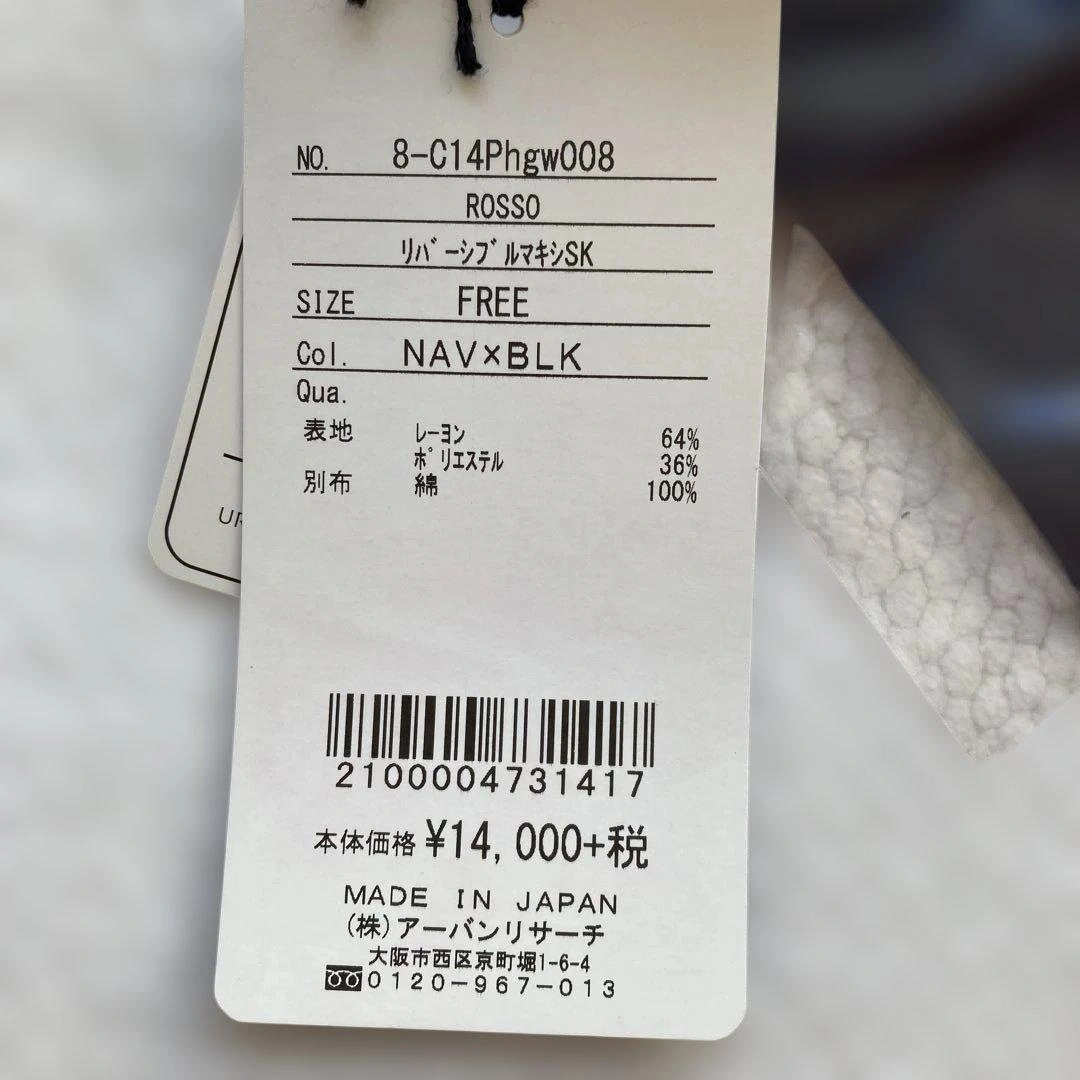 NO. 8-C14Phgw008
ROSSO
リバーシブルマキシSK
SIZE FREE
Col. NAV×BLK
Qua.
表地 レーヨン 64%
ポリエステル 36%
別布 綿 100%
UR
2100004731417
本体価格 ¥14,000+税
MADE IN JAPAN
(株)アーバンリサーチ
大阪市西区京町堀1-6-4
0120-967-013